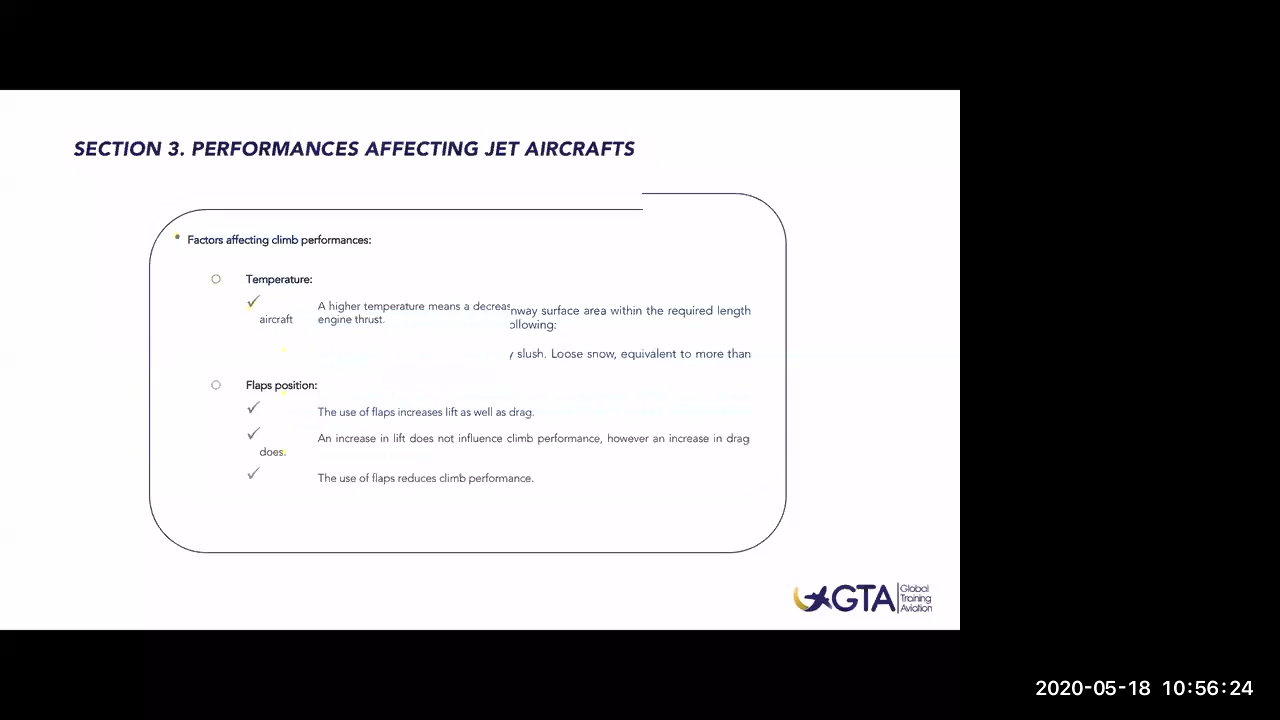 SECTION 3. PERFORMANCES AFFECTING JET AIRCRAFTS
• Factors affecting climb performances:
Temperature:
✓ A higher temperature means a decreas
nway surface area within the required length
aircraft engine thrust.
ollowing:
slush. Loose snow, equivalent to more than
Flaps position:
✓ The use of flaps increases lift as well as drag.
✓ An increase in lift does not influence climb performance, however an increase in drag
does.
✓ The use of flaps reduces climb performance.
GTA
Global
Training
Aviation
2020-05-18 10:56:24